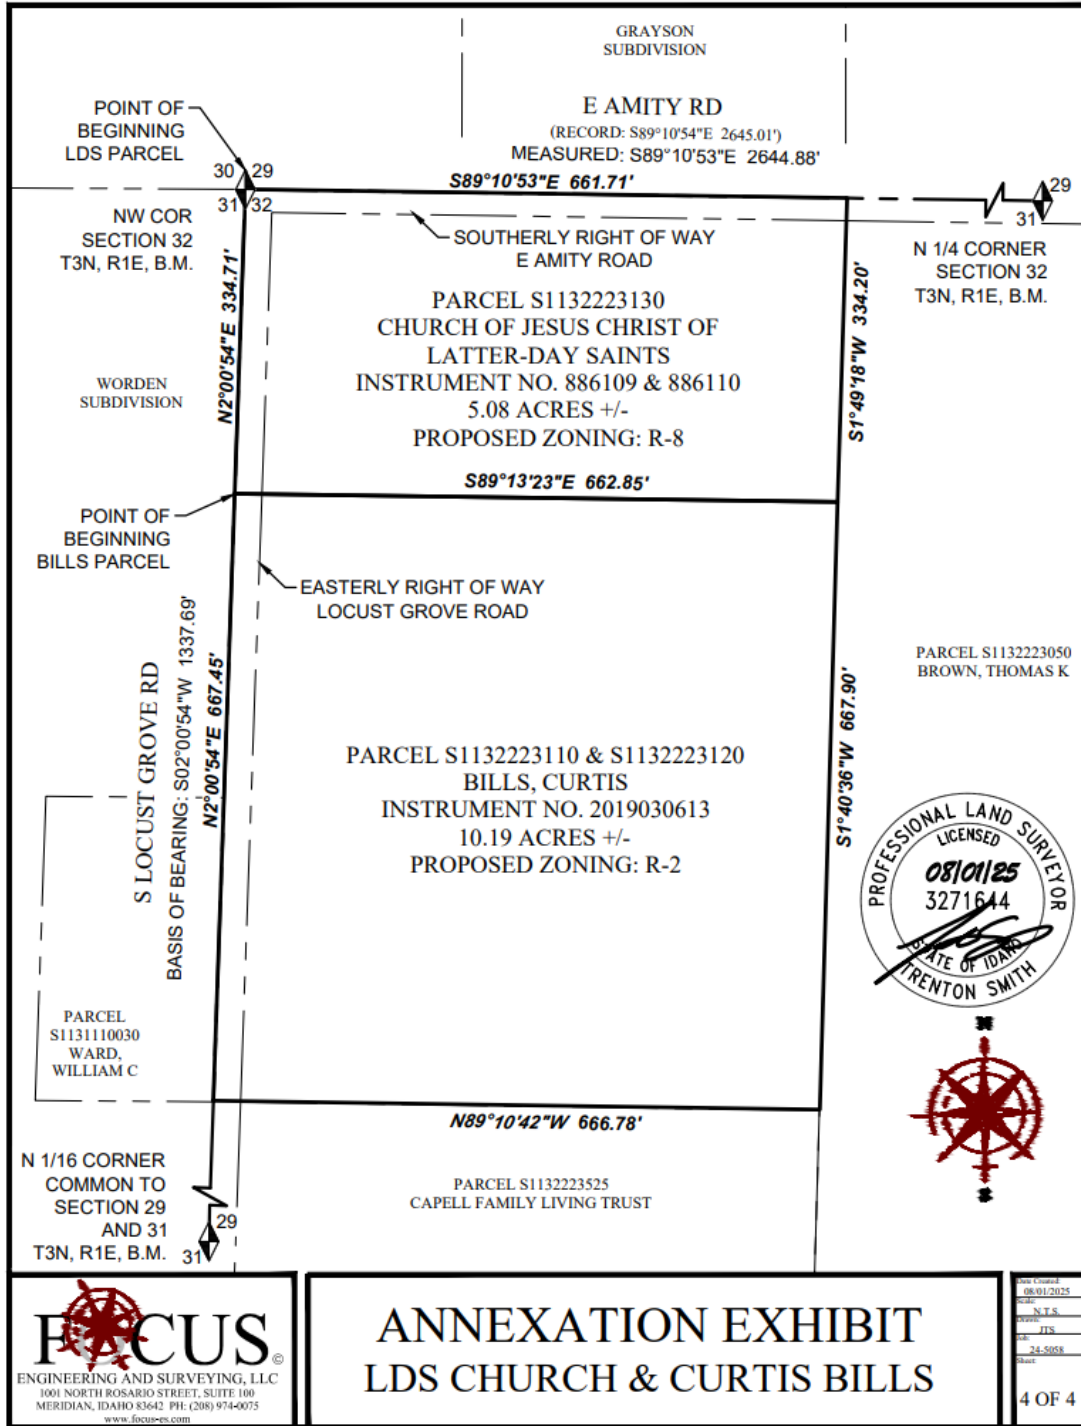 GRAYSON
SUBDIVISION
E AMITY RD
(RECORD: S89°10'54"E 2645.01')
MEASURED: S89°10'53"E 2644.88'
POINT OF
BEGINNING
LDS PARCEL
30 29
31 32
S89°10'53"E 661.71'
29
31
NW COR
SECTION 32
T3N, R1E, B.M.
SOUTHERLY RIGHT OF WAY
E AMITY ROAD
N 1/4 CORNER
SECTION 32
T3N, R1E, B.M.
N2°00'54"E 334.71'
PARCEL S1132223130
CHURCH OF JESUS CHRIST OF
LATTER-DAY SAINTS
INSTRUMENT NO. 886109 & 886110
5.08 ACRES +/-
PROPOSED ZONING: R-8
S1°49'18"W 334.20'
WORDEN
SUBDIVISION
S89°13'23"E 662.85'
POINT OF
BEGINNING
BILLS PARCEL
EASTERLY RIGHT OF WAY
LOCUST GROVE ROAD
S LOCUST GROVE RD
BASIS OF BEARING: S02°00'54"W 1337.69'
N2°00'54"E 667.45'
PARCEL S1132223110 & S1132223120
BILLS, CURTIS
INSTRUMENT NO. 2019030613
10.19 ACRES +/-
PROPOSED ZONING: R-2
S1°40'36"W 667.90'
PARCEL S1132223050
BROWN, THOMAS K
PROFESSIONAL LAND SURVEYOR
LICENSED
08/01/25
3271644
STATE OF IDAHO
TRENTON SMITH
PARCEL
S1131110030
WARD,
WILLIAM C
N89°10'42"W 666.78'
N 1/16 CORNER
COMMON TO
SECTION 29
AND 31
T3N, R1E, B.M.
29
31
PARCEL S1132223525
CAPELL FAMILY LIVING TRUST
FOCUS©
ENGINEERING AND SURVEYING, LLC
1001 NORTH ROSARIO STREET, SUITE 100
MERIDIAN, IDAHO 83642 PH: (208) 974-0075
www.focus-es.com
ANNEXATION EXHIBIT
LDS CHURCH & CURTIS BILLS
Date Created:
08/01/2025
Scale:
N.T.S.
Drawn:
JTS
Job:
24-5058
Sheet:
4 OF 4